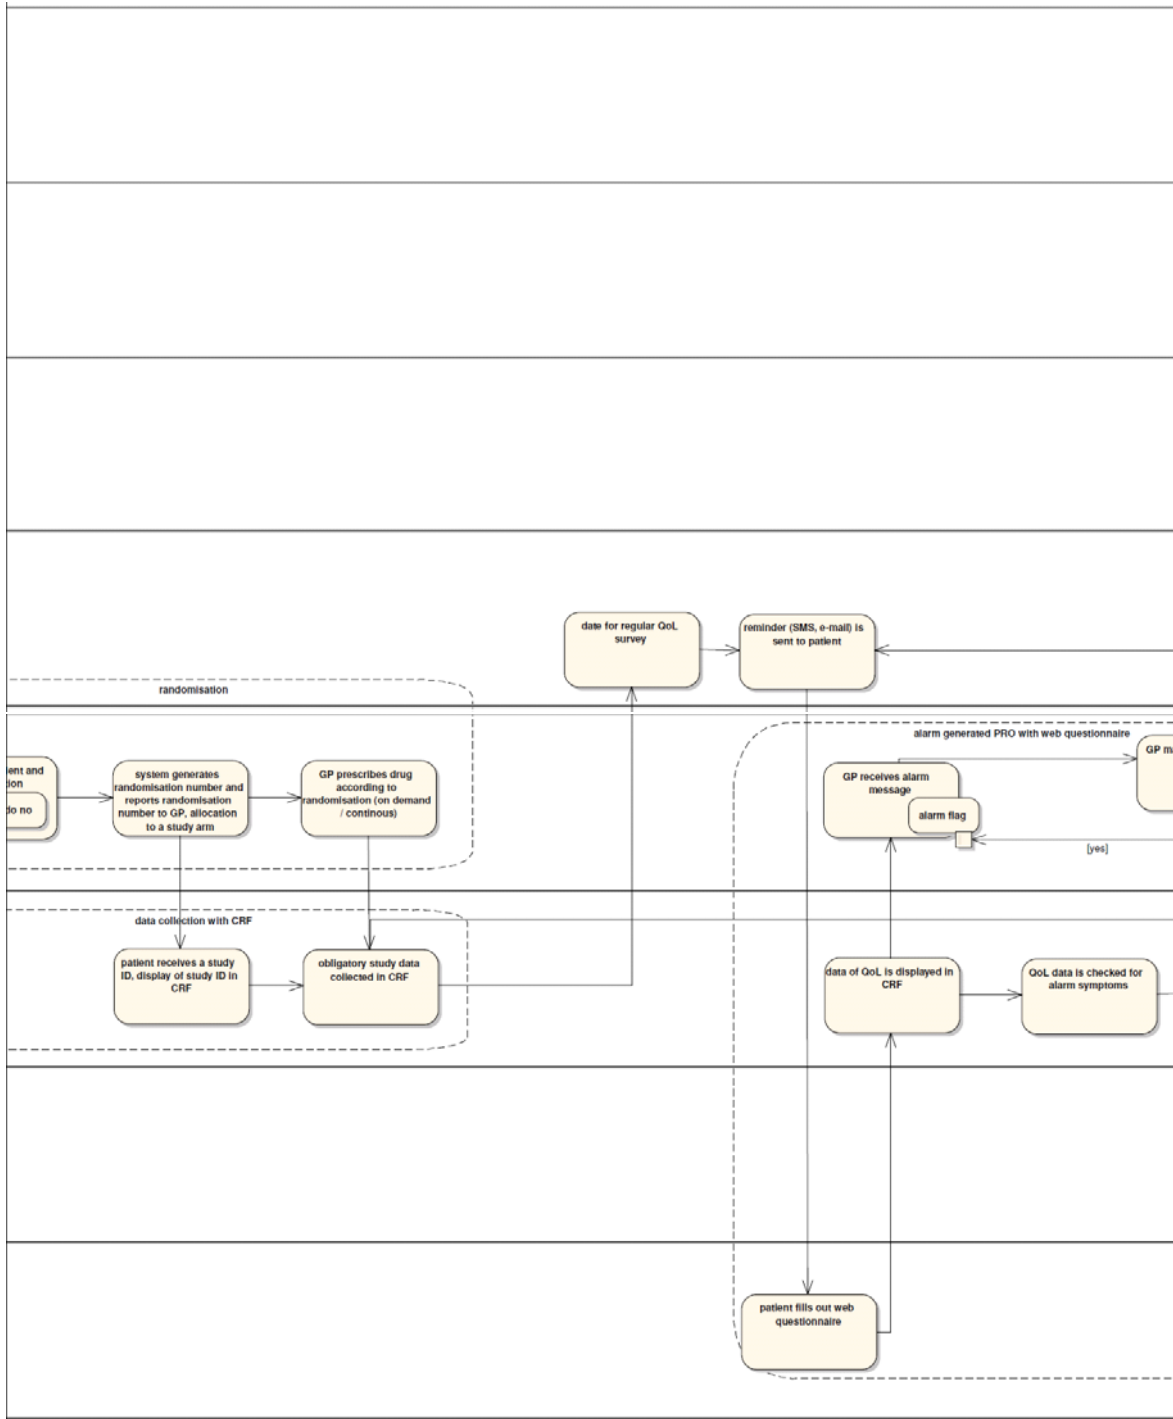 date for regular QoL
survey
reminder (SMS, e-mail) is
sent to patient
randomisation
alarm generated PRO with web questionnaire
do no
system generates
randomisation number and
reports randomisation
number to GP, allocation
to a study arm
GP prescribes drug
according to
randomisation (on demand
/ continous)
GP receives alarm
message
alarm flag
GP
[yes]
data collection with CRF
patient receives a study
ID, display of study ID in
CRF
obligatory study data
collected in CRF
data of QoL is displayed in
CRF
QoL data is checked for
alarm symptoms
patient fills out web
questionnaire